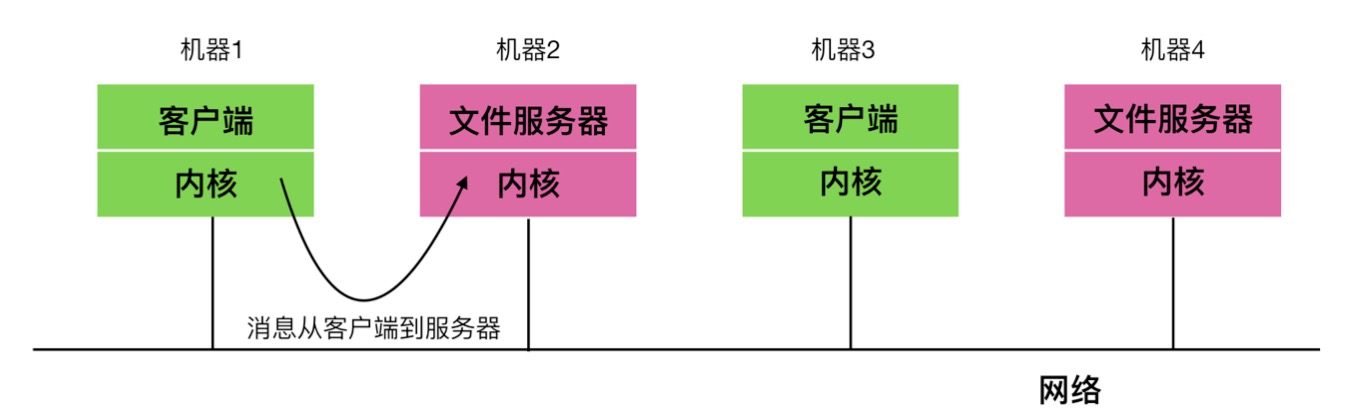 机器1
机器2
机器3
机器4
客户端
文件服务器
客户端
文件服务器
内核
内核
内核
内核
消息从客户端到服务器
网络